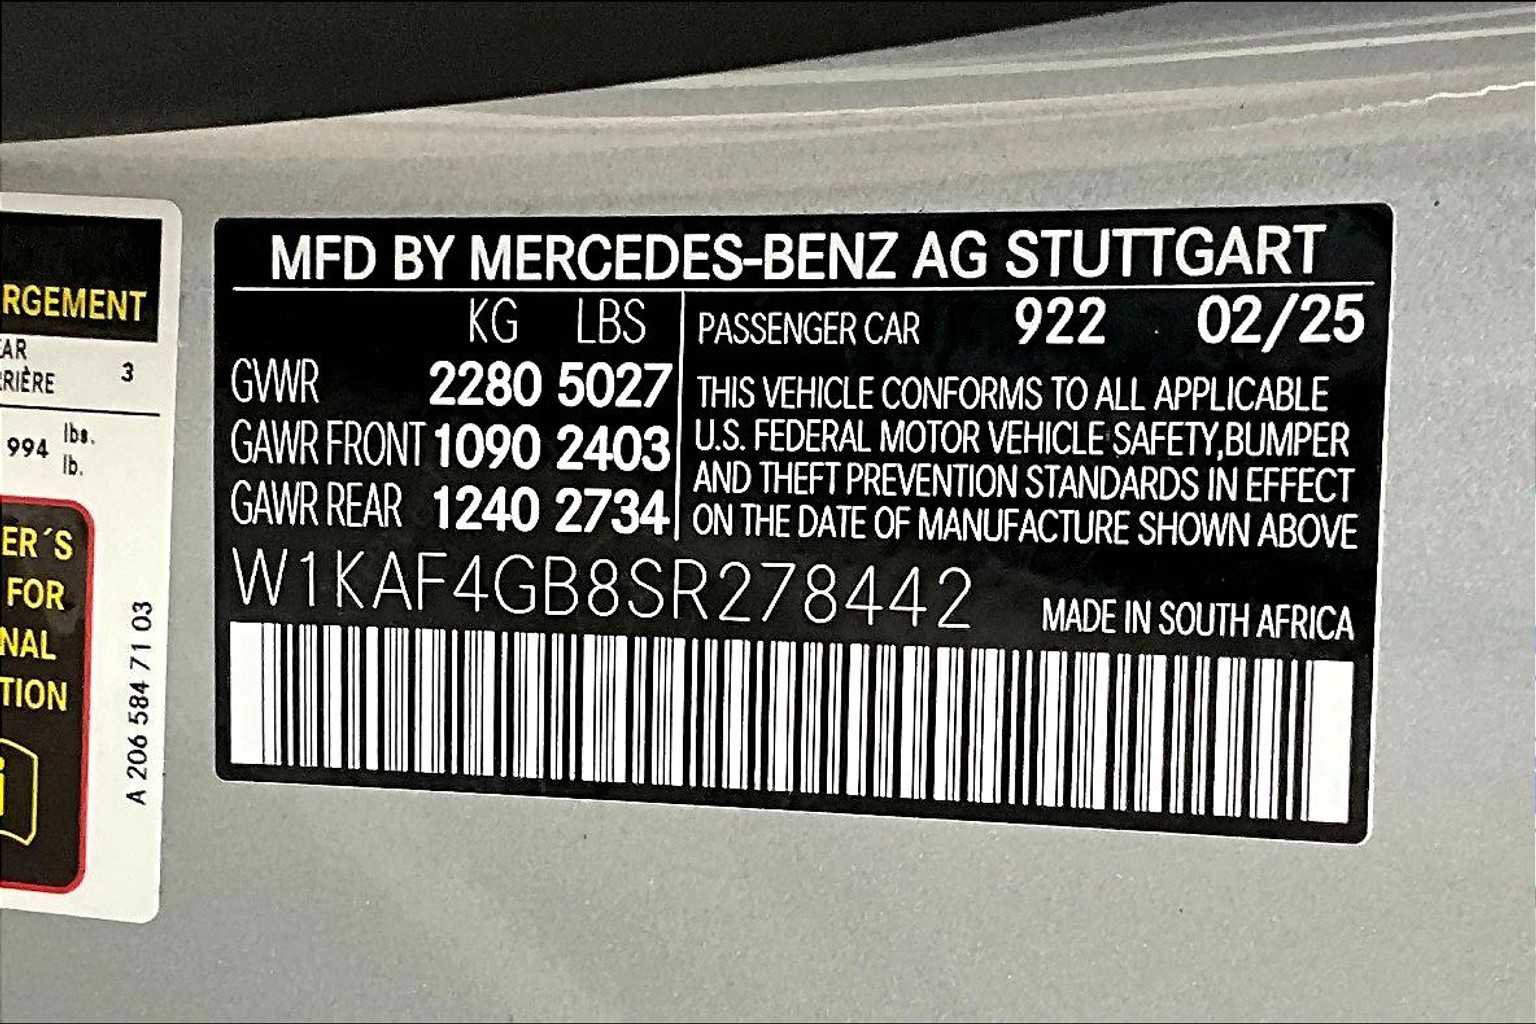 RGEMENT
AR
RIÈRE 3
994 lbs.
lb.
ER´S
FOR
NAL
TION
i
A 206 584 71 03
MFD BY MERCEDES-BENZ AG STUTTGART
KG LBS
GVWR 2280 5027
GAWR FRONT 1090 2403
GAWR REAR 1240 2734
PASSENGER CAR 922 02/25
THIS VEHICLE CONFORMS TO ALL APPLICABLE
U.S. FEDERAL MOTOR VEHICLE SAFETY,BUMPER
AND THEFT PREVENTION STANDARDS IN EFFECT
ON THE DATE OF MANUFACTURE SHOWN ABOVE
W1KAF4GB8SR278442
MADE IN SOUTH AFRICA